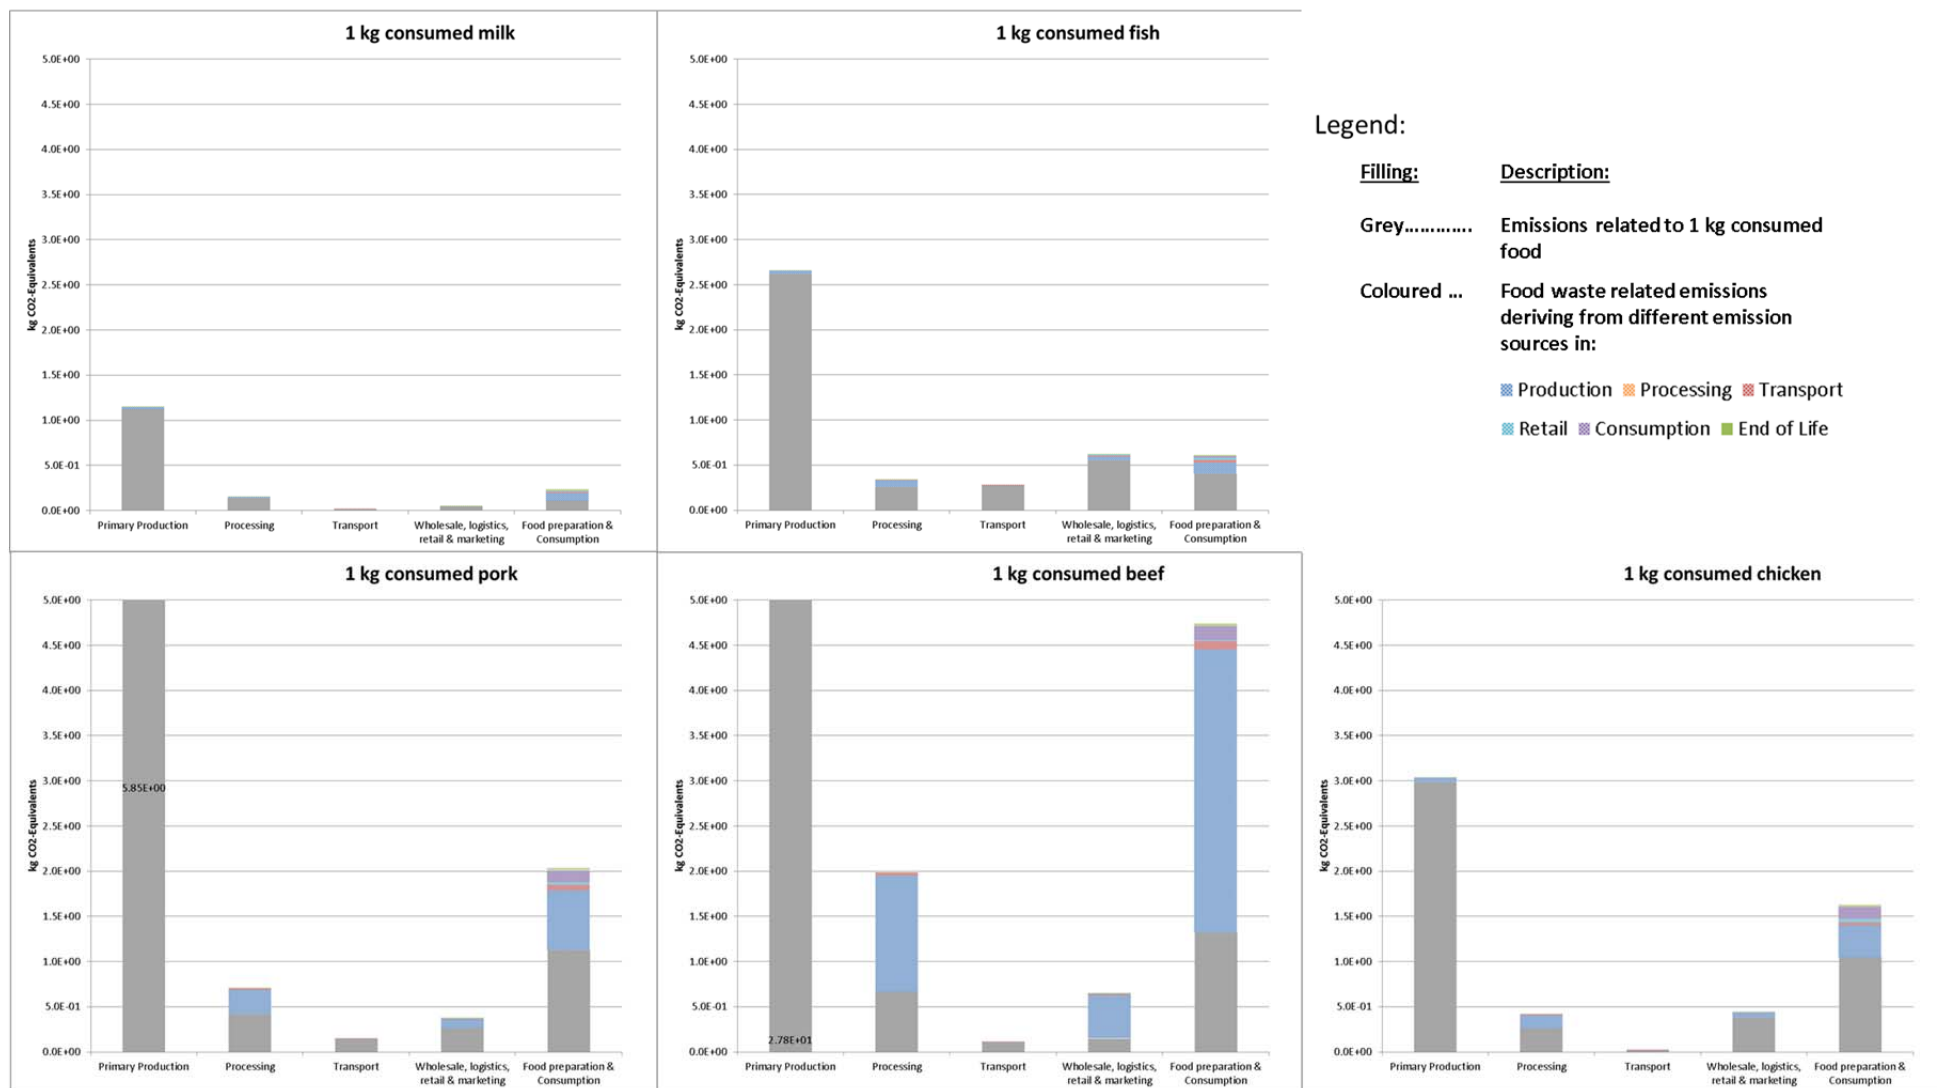 1 kg consumed milk
5.0E+00
4.5E+00
4.0E+00
3.5E+00
3.0E+00
2.5E+00
2.0E+00
1.5E+00
1.0E+00
5.0E-01
0.0E+00
kg CO2-Equivalents
Primary Production
Processing
Transport
Wholesale, logistics,
retail & marketing
Food preparation &
Consumption
1 kg consumed fish
5.0E+00
4.5E+00
4.0E+00
3.5E+00
3.0E+00
2.5E+00
2.0E+00
1.5E+00
1.0E+00
5.0E-01
0.0E+00
kg CO2-Equivalents
Primary Production
Processing
Transport
Wholesale, logistics,
retail & marketing
Food preparation &
Consumption
Legend:
Filling: Description:
Grey............. Emissions related to 1 kg consumed
food
Coloured ... Food waste related emissions
deriving from different emission
sources in:
Production Processing Transport
Retail Consumption End of Life
1 kg consumed pork
5.0E+00
4.5E+00
4.0E+00
3.5E+00
3.0E+00
2.5E+00
2.0E+00
1.5E+00
1.0E+00
5.0E-01
0.0E+00
kg CO2-Equivalents
5.85E+00
Primary Production
Processing
Transport
Wholesale, logistics,
retail & marketing
Food preparation &
Consumption
1 kg consumed beef
5.0E+00
4.5E+00
4.0E+00
3.5E+00
3.0E+00
2.5E+00
2.0E+00
1.5E+00
1.0E+00
5.0E-01
0.0E+00
kg CO2-Equivalents
2.78E+01
Primary Production
Processing
Transport
Wholesale, logistics,
retail & marketing
Food preparation &
Consumption
1 kg consumed chicken
5.0E+00
4.5E+00
4.0E+00
3.5E+00
3.0E+00
2.5E+00
2.0E+00
1.5E+00
1.0E+00
5.0E-01
0.0E+00
kg CO2-Equivalents
Primary Production
Processing
Transport
Wholesale, logistics,
retail & marketing
Food preparation &
Consumption